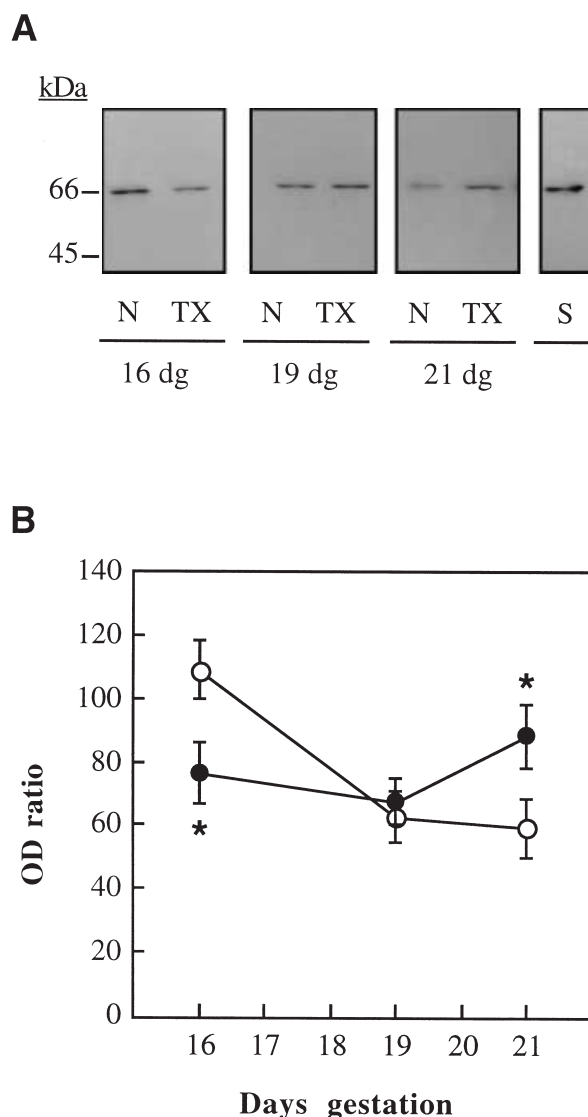 A
kDa
66
45
N TX N TX N TX S
16 dg 19 dg 21 dg
B
140
120
100
80
60
40
20
0
OD ratio
*
*
16 17 18 19 20 21
Days gestation